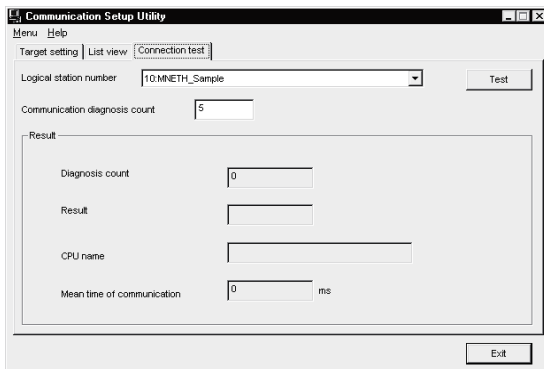 Communication Setup Utility
Menu Help
Target setting List view Connection test
Logical station number 10:MNETH_Sample Test
Communication diagnosis count 5
Result
Diagnosis count 0
Result
CPU name
Mean time of communication 0 ms
Exit